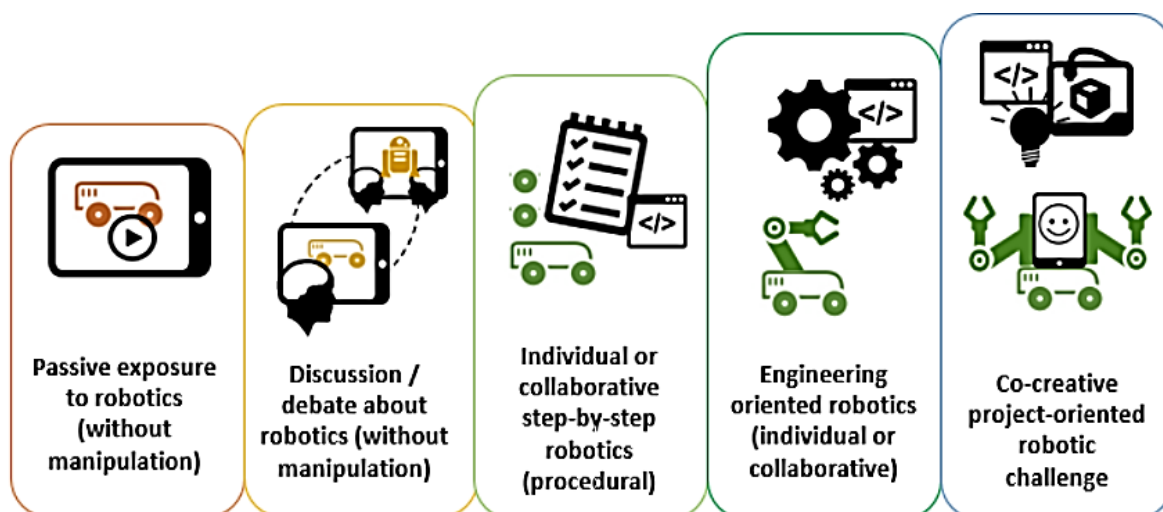 Passive exposure
to robotics
(without
manipulation)
Discussion /
debate about
robotics (without
manipulation)
</>
Individual or
collaborative
step-by-step
robotics
(procedural)
</>
Engineering
oriented robotics
(individual or
collaborative)
</>
Co-creative
project-oriented
robotic
challenge